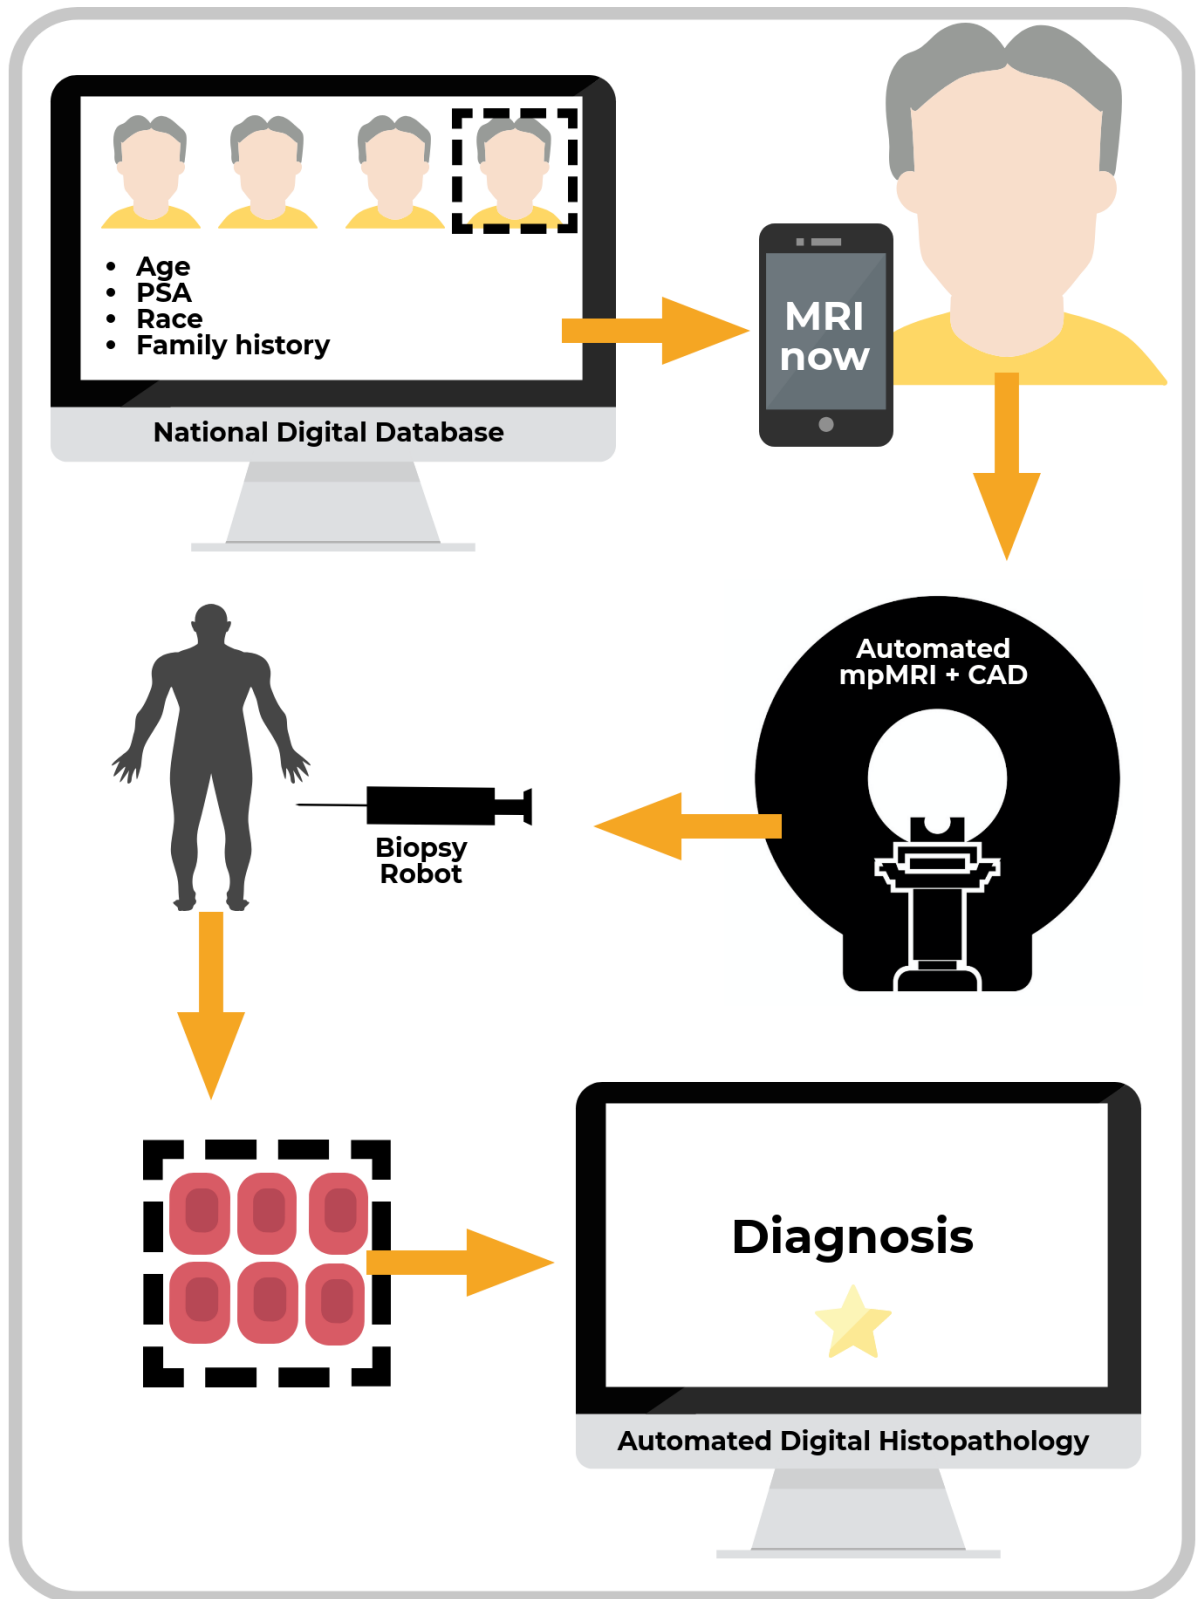 • Age
• PSA
• Race
• Family history
National Digital Database
MRI
now
Automated
mpMRI + CAD
Biopsy
Robot
Diagnosis
Automated Digital Histopathology